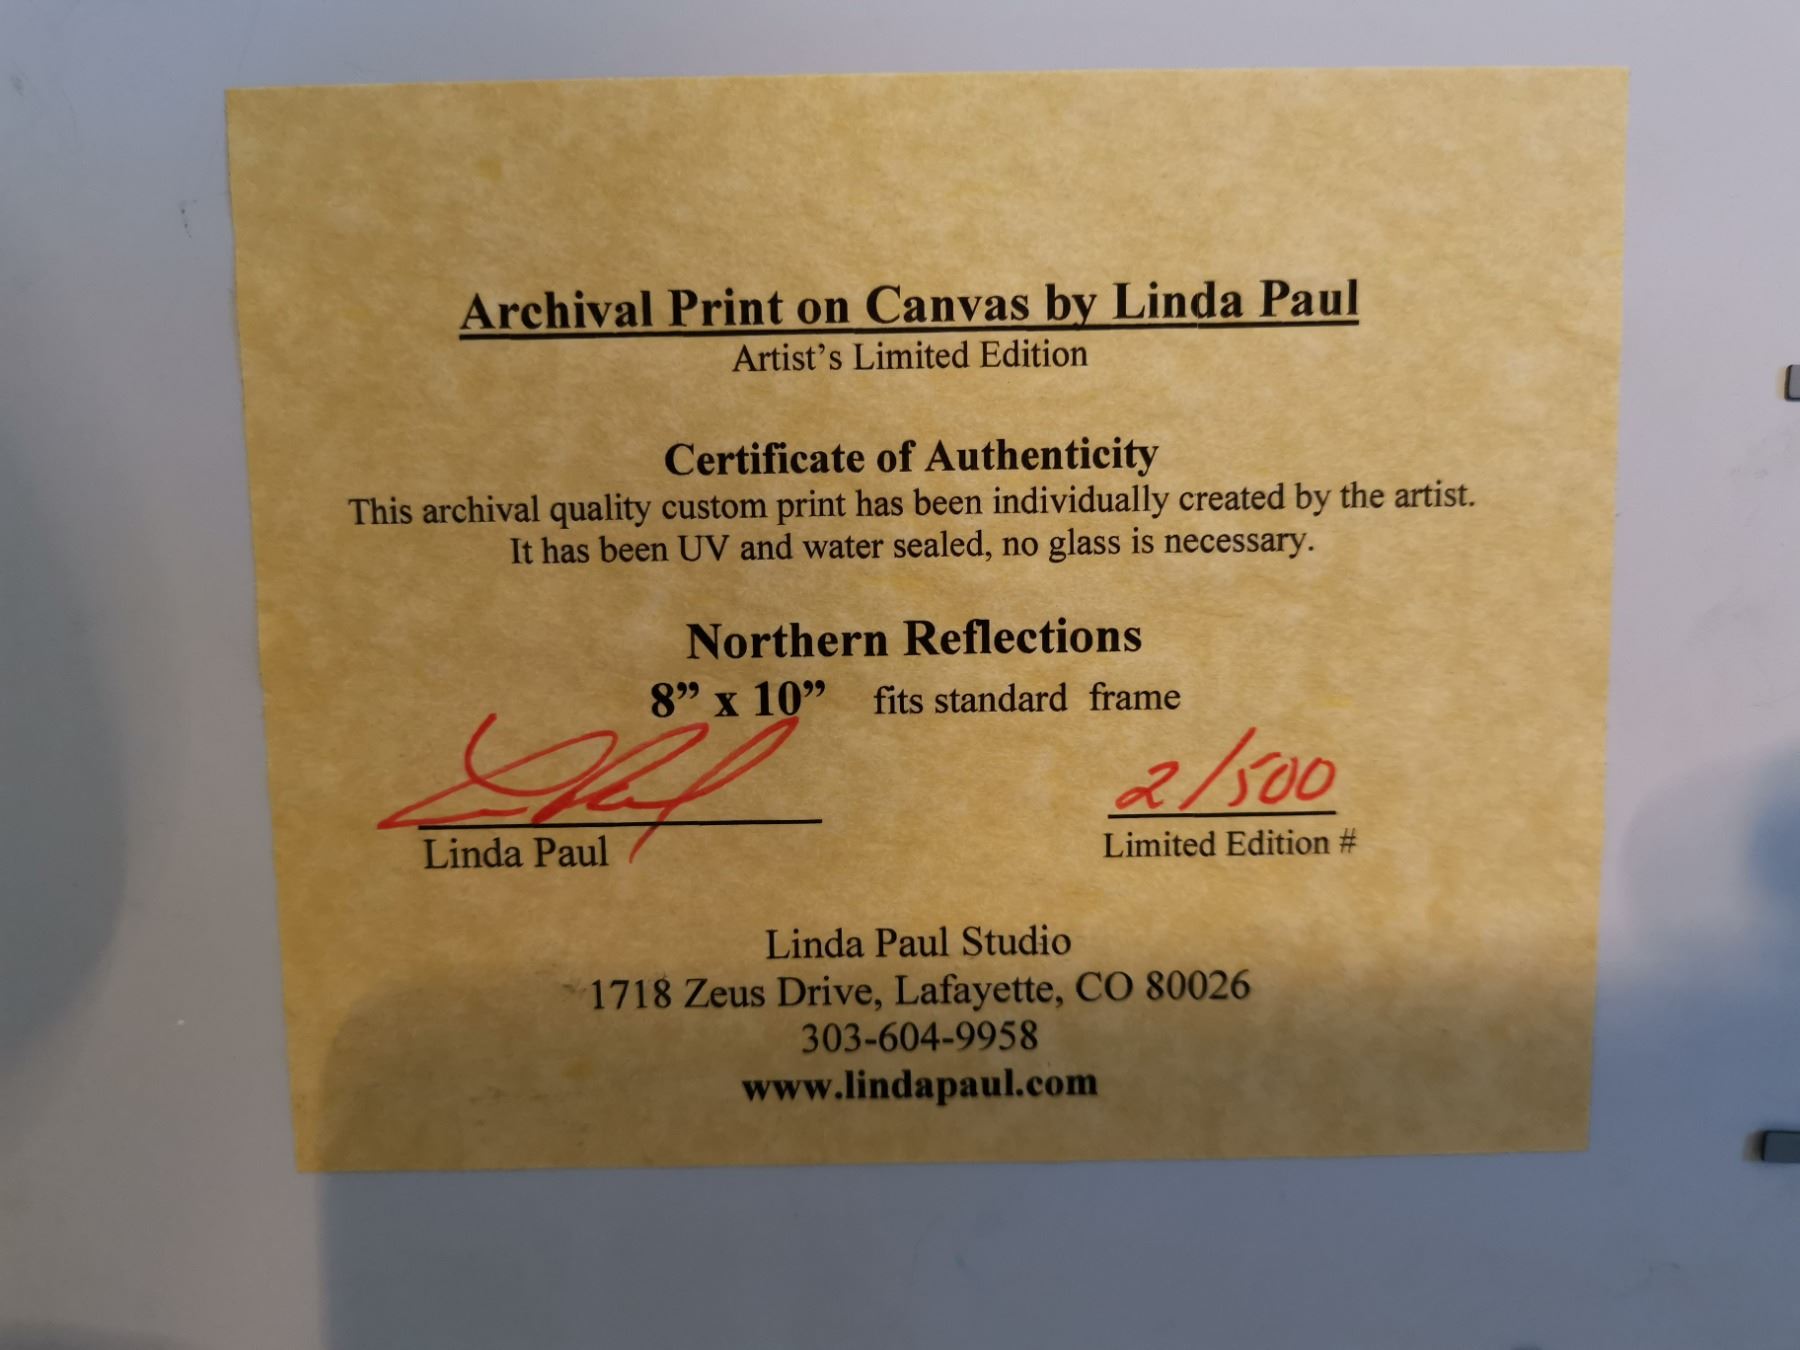 Archival Print on Canvas by Linda Paul
Artist's Limited Edition
Certificate of Authenticity
This archival quality custom print has been individually created by the artist.
It has been UV and water sealed, no glass is necessary.
Northern Reflections
8" x 10" fits standard frame
2/500
Linda Paul
Limited Edition #
Linda Paul Studio
1718 Zeus Drive, Lafayette, CO 80026
303-604-9958
www.lindapaul.com